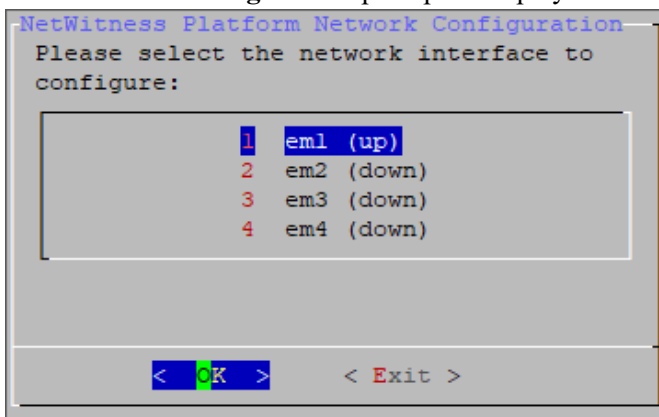 NetWitness Platform Network Configuration
Please select the network interface to
configure:
1 em1 (up)
2 em2 (down)
3 em3 (down)
4 em4 (down)
< OK > < Exit >